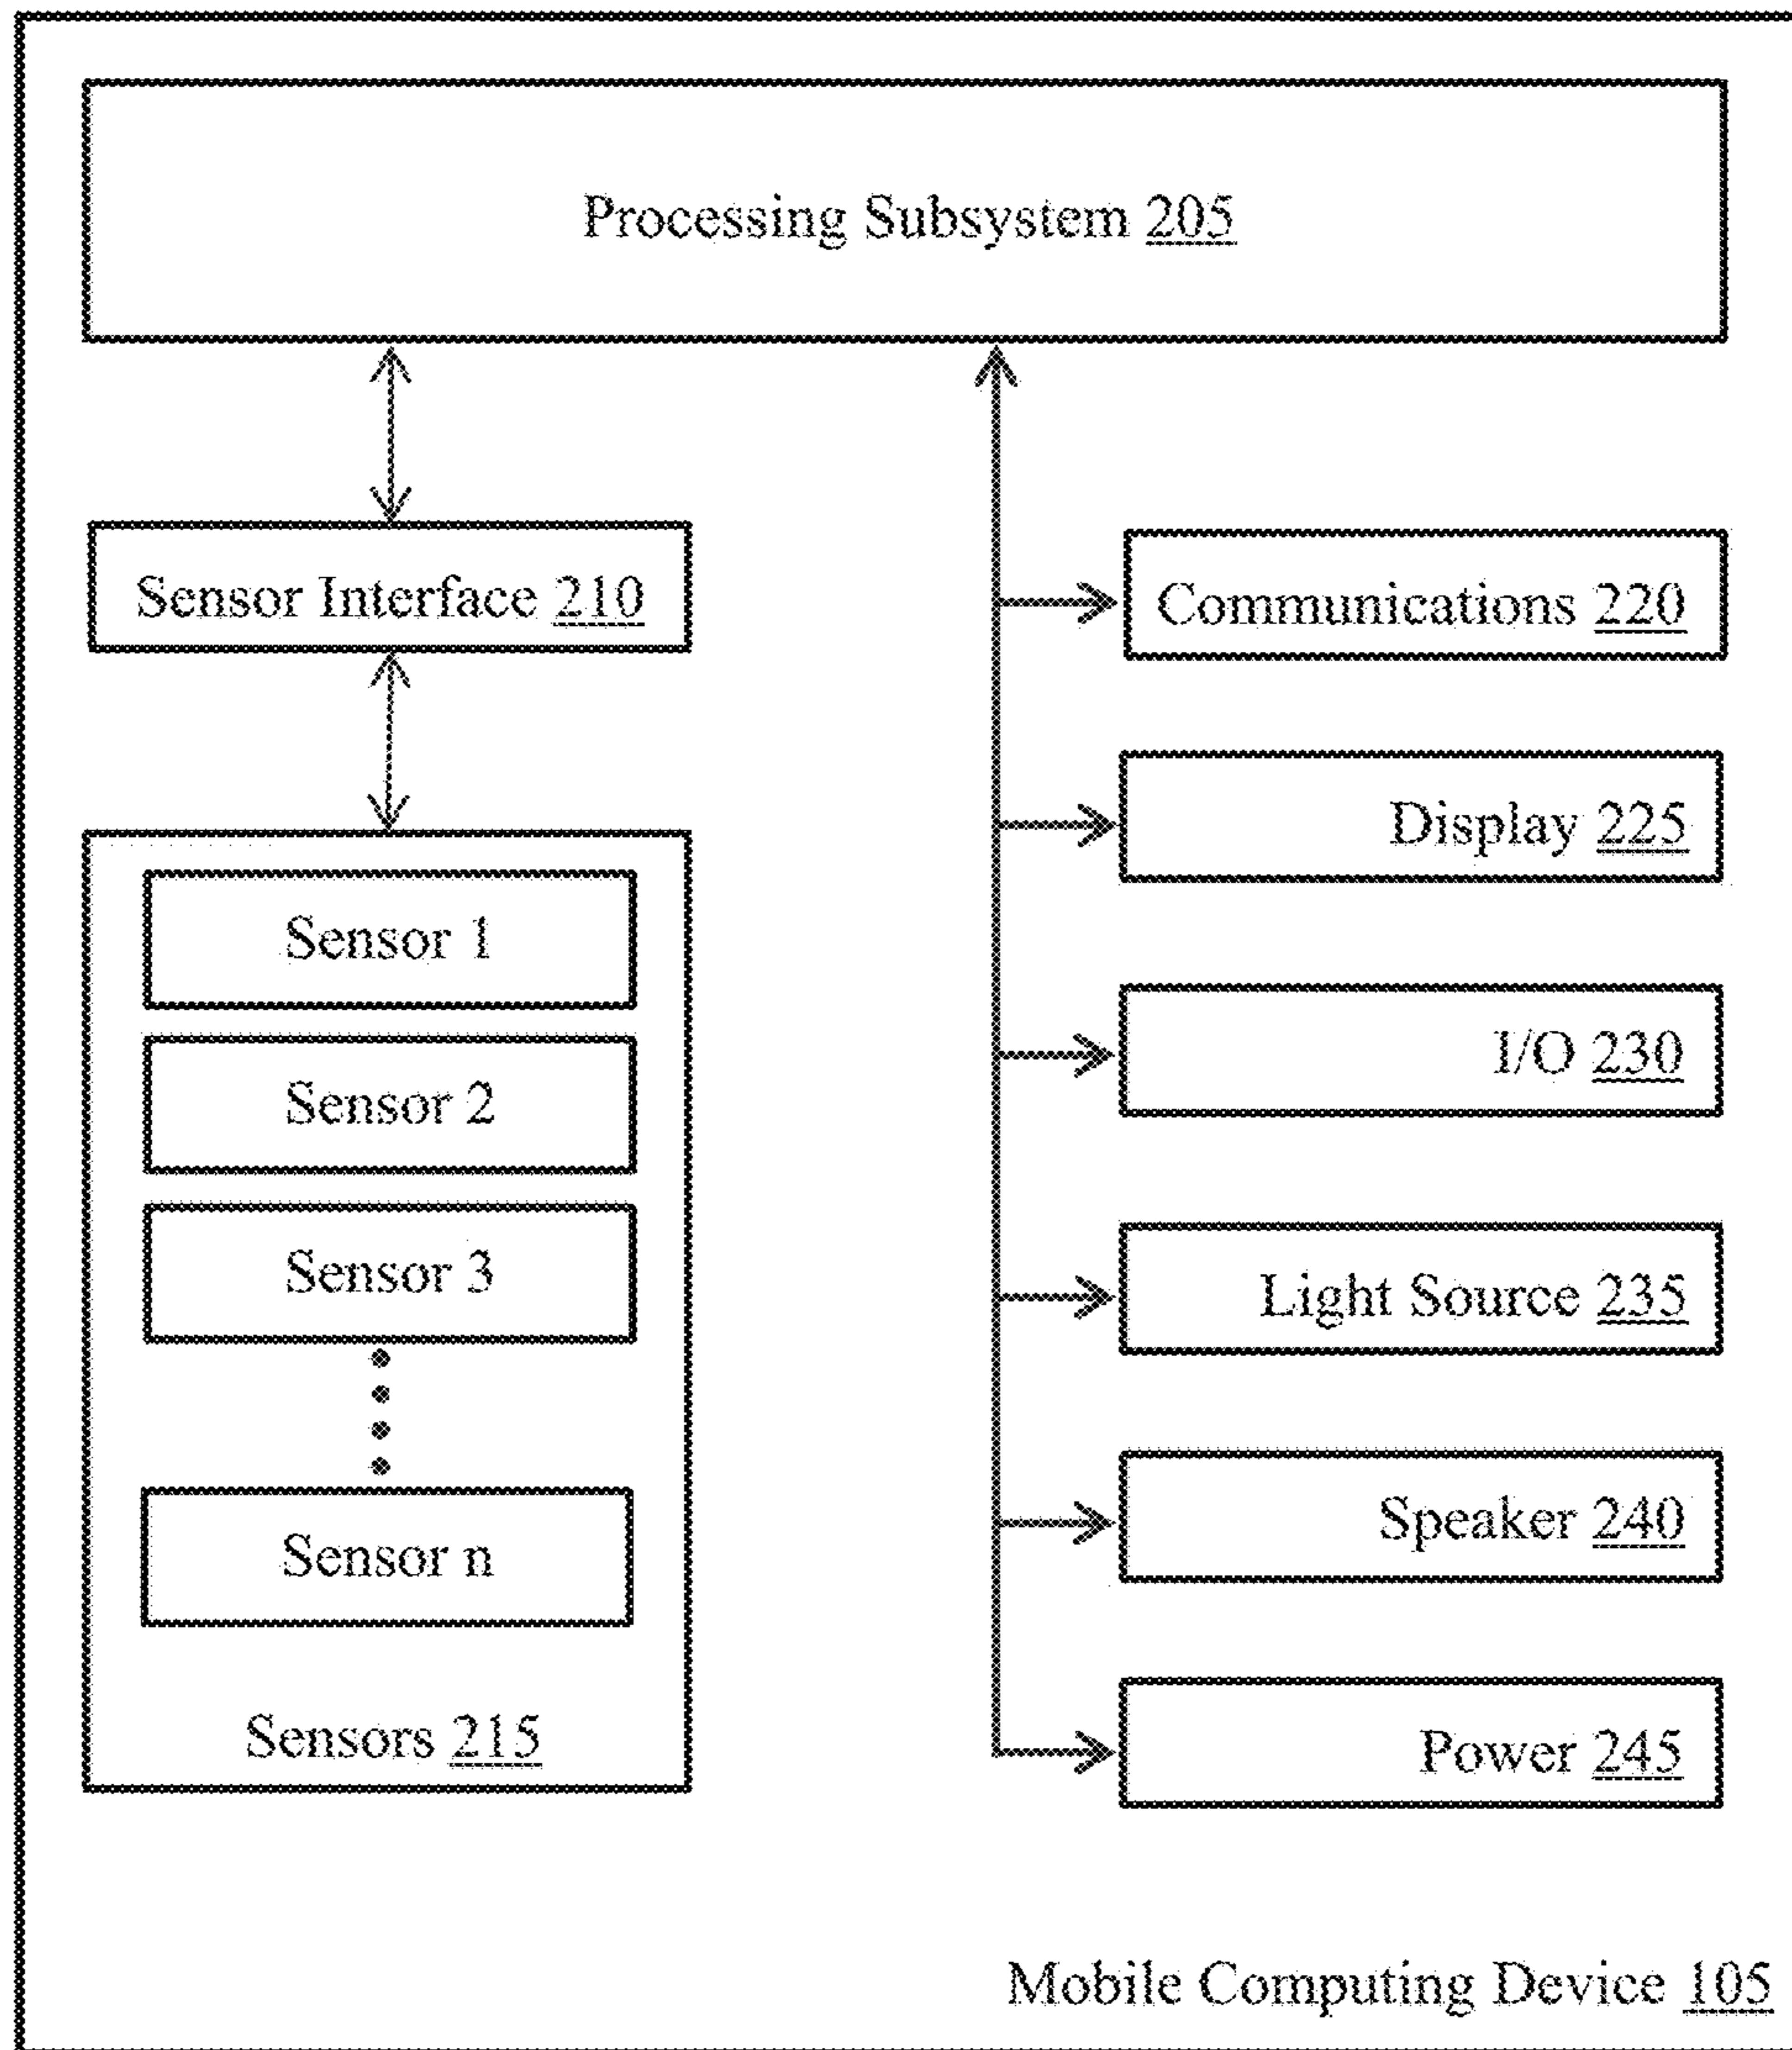 Processing Subsystem 205
Sensor Interface 210
Sensor 1
Sensor 2
Sensor 3
Sensor n
Sensors 215
Communications 220
Display 225
I/O 230
Light Source 235
Speaker 240
Power 245
Mobile Computing Device 105